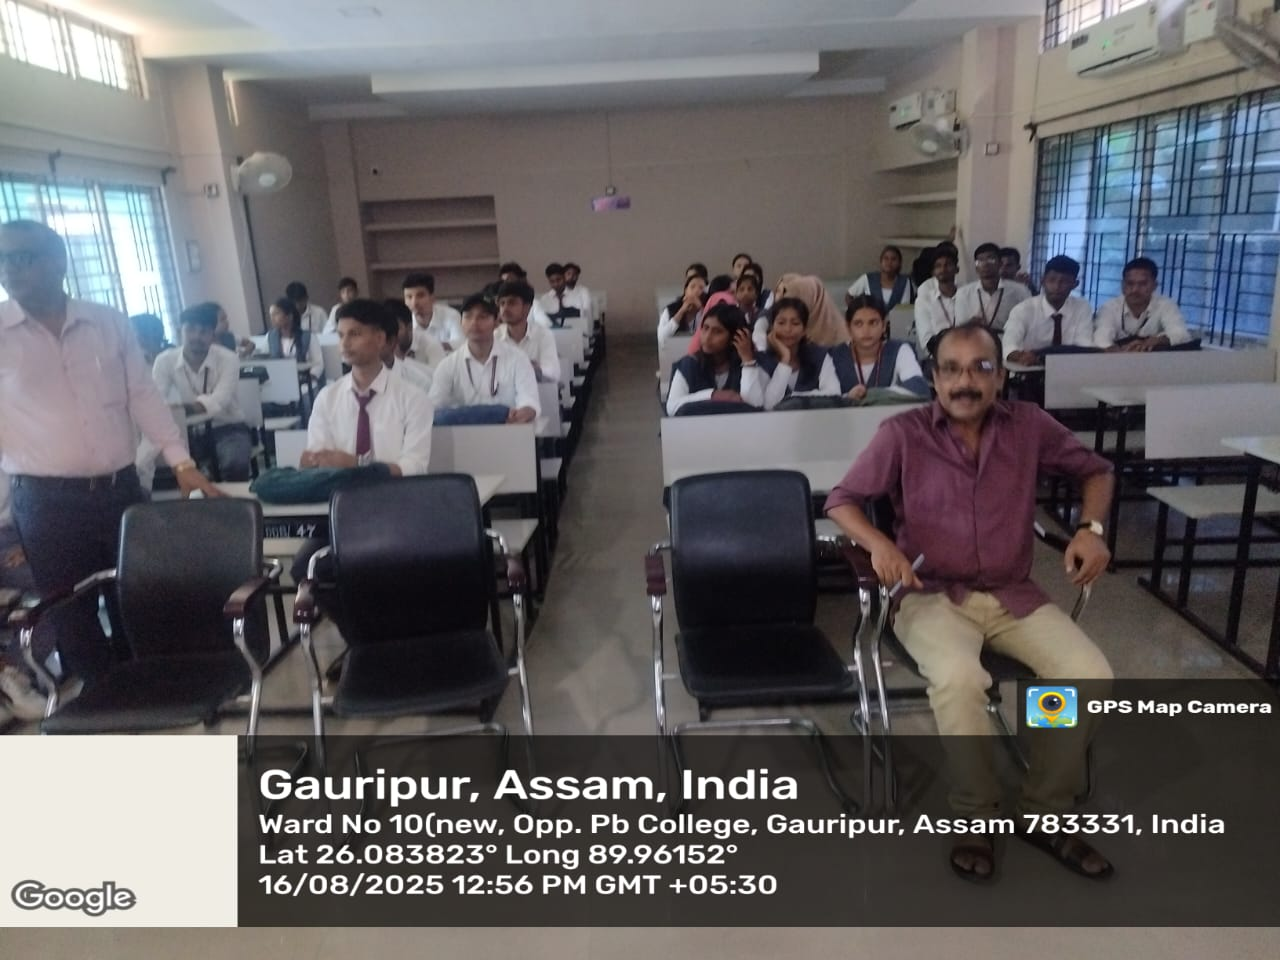 47
GPS Map Camera
Gauripur, Assam, India
Ward No 10(new, Opp. Pb College, Gauripur, Assam 783331, India
Lat 26.083823° Long 89.96152°
16/08/2025 12:56 PM GMT +05:30
Google